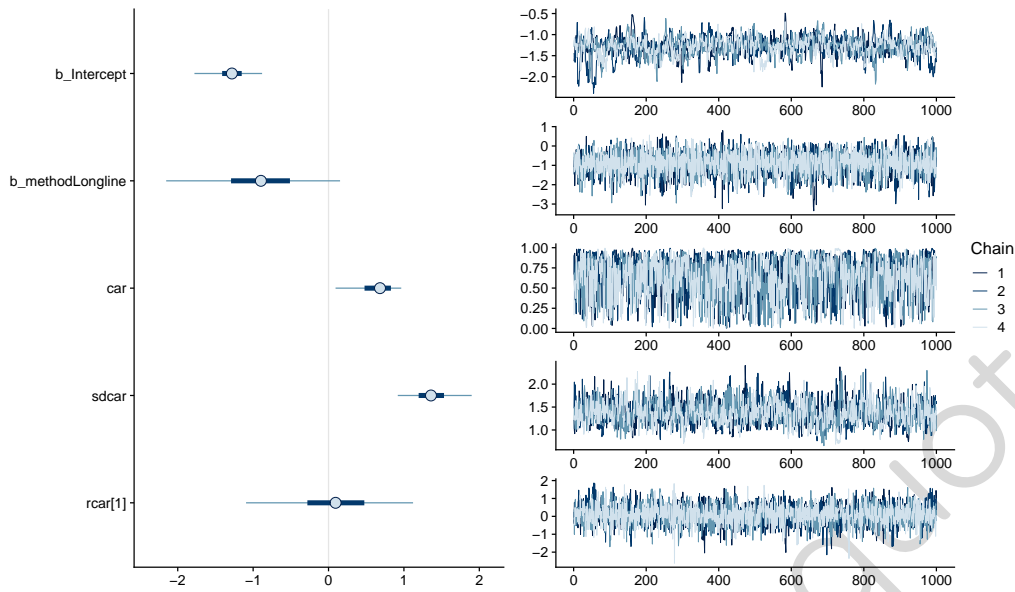 b_Intercept
b_methodLongline
car
sdcar
rcar[1]
−2 −1 0 1 2
−0.5
−1.0
−1.5
−2.0
0 200 400 600 800 1000
1
0
−1
−2
−3
0 200 400 600 800 1000
1.00
0.75
0.50
0.25
0.00
0 200 400 600 800 1000
2.0
1.5
1.0
0 200 400 600 800 1000
2
1
0
−1
−2
0 200 400 600 800 1000
Chain
1
2
3
4
quot